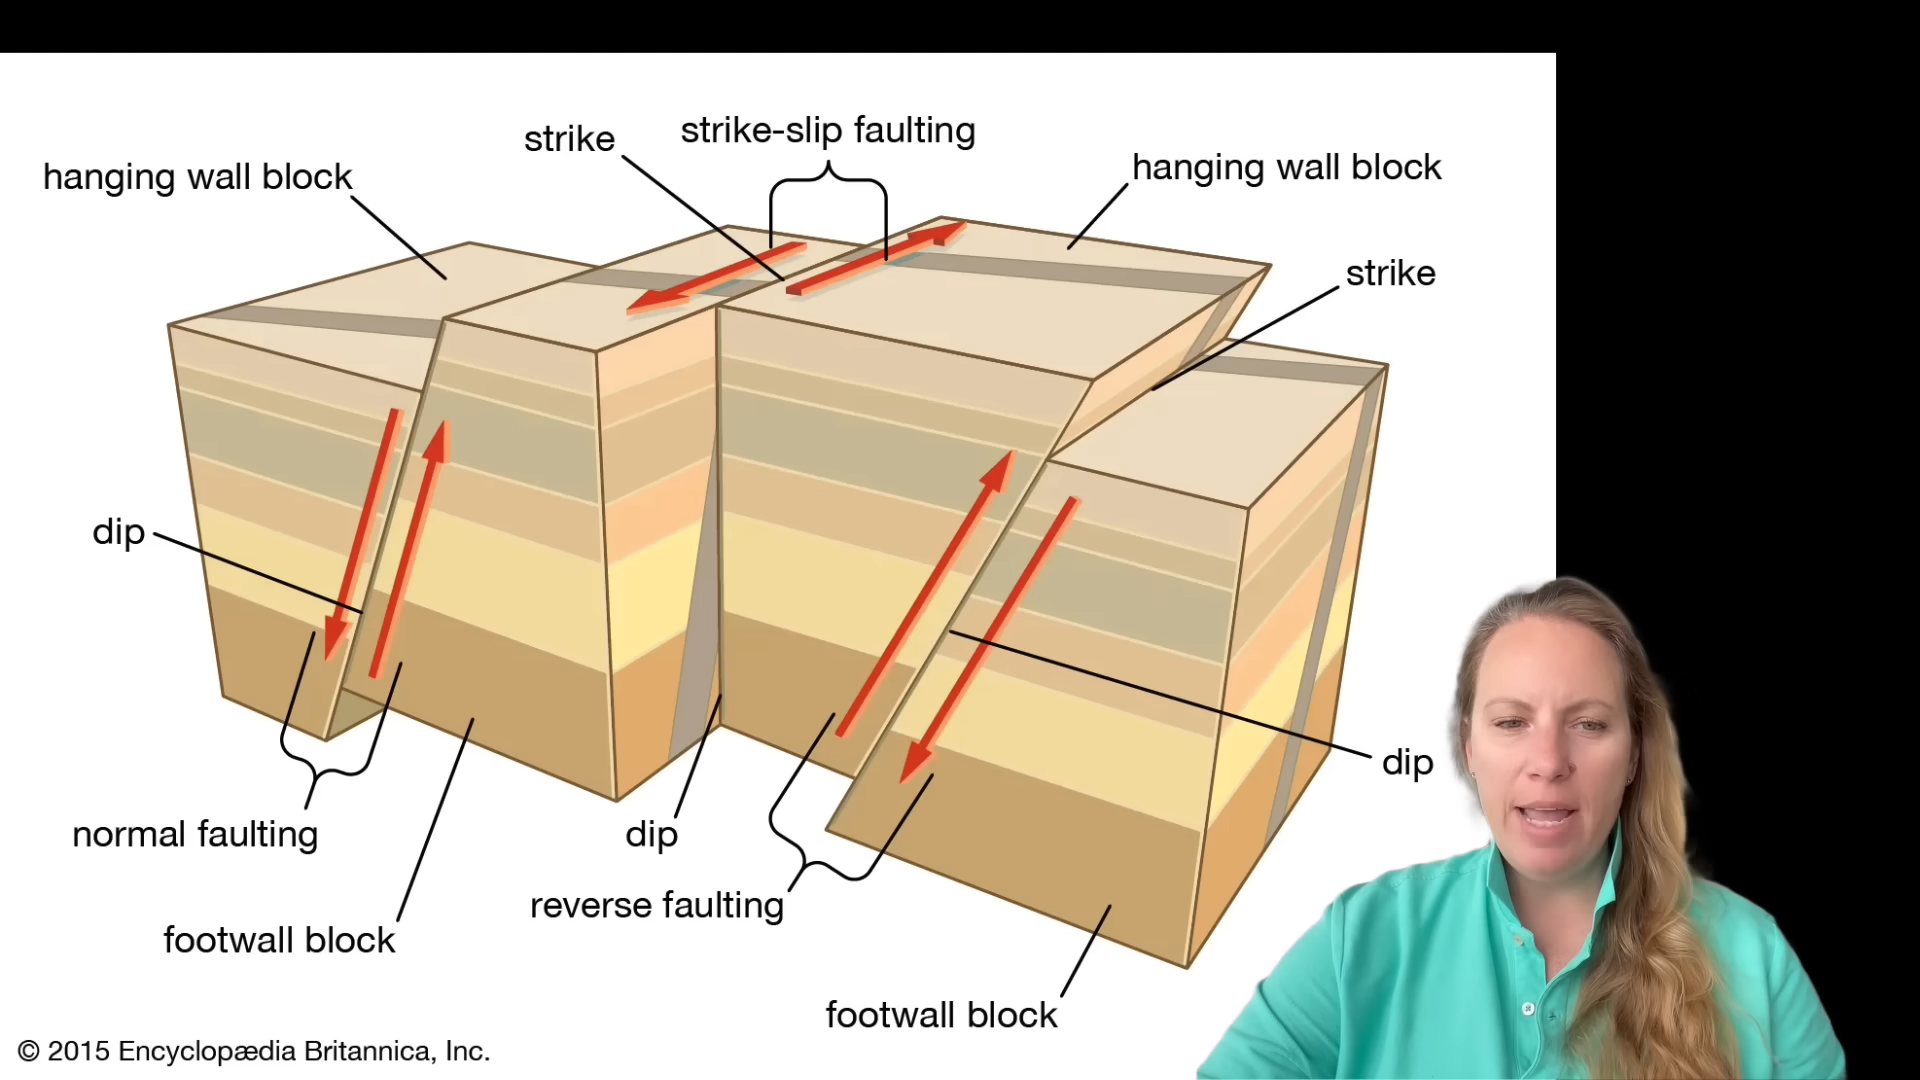 strike-slip faulting
strike
hanging wall block
hanging wall block
strike
dip
dip
normal faulting
dip
reverse faulting
footwall block
footwall block
© 2015 Encyclopædia Britannica, Inc.